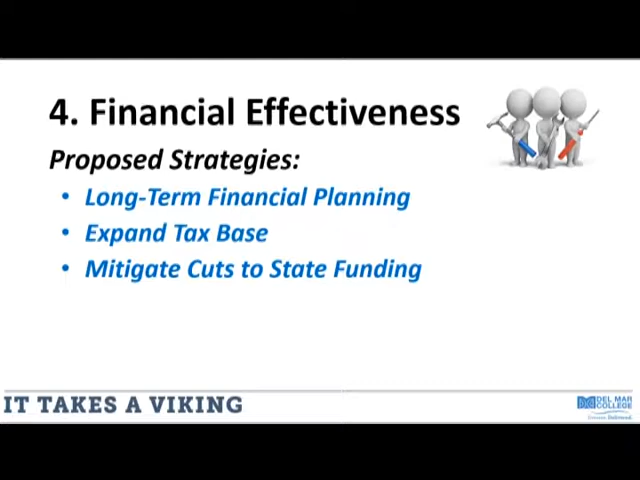 4. Financial Effectiveness
Proposed Strategies:
• Long-Term Financial Planning
• Expand Tax Base
• Mitigate Cuts to State Funding
IT TAKES A VIKING
DEL MAR
COLLEGE